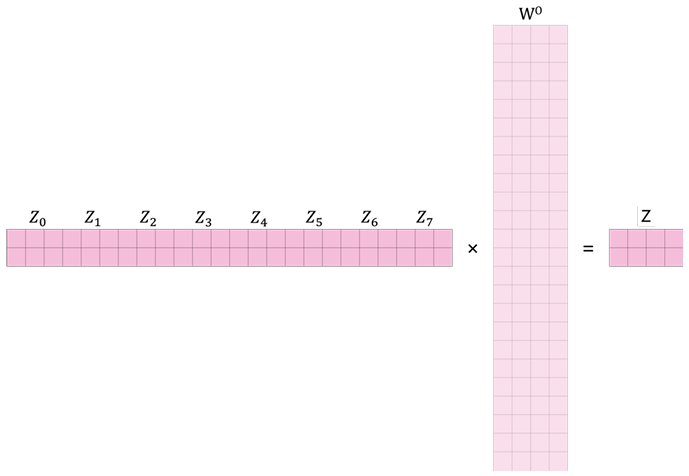 W⁰
Z₀ Z₁ Z₂ Z₃ Z₄ Z₅ Z₆ Z₇ Z
× =